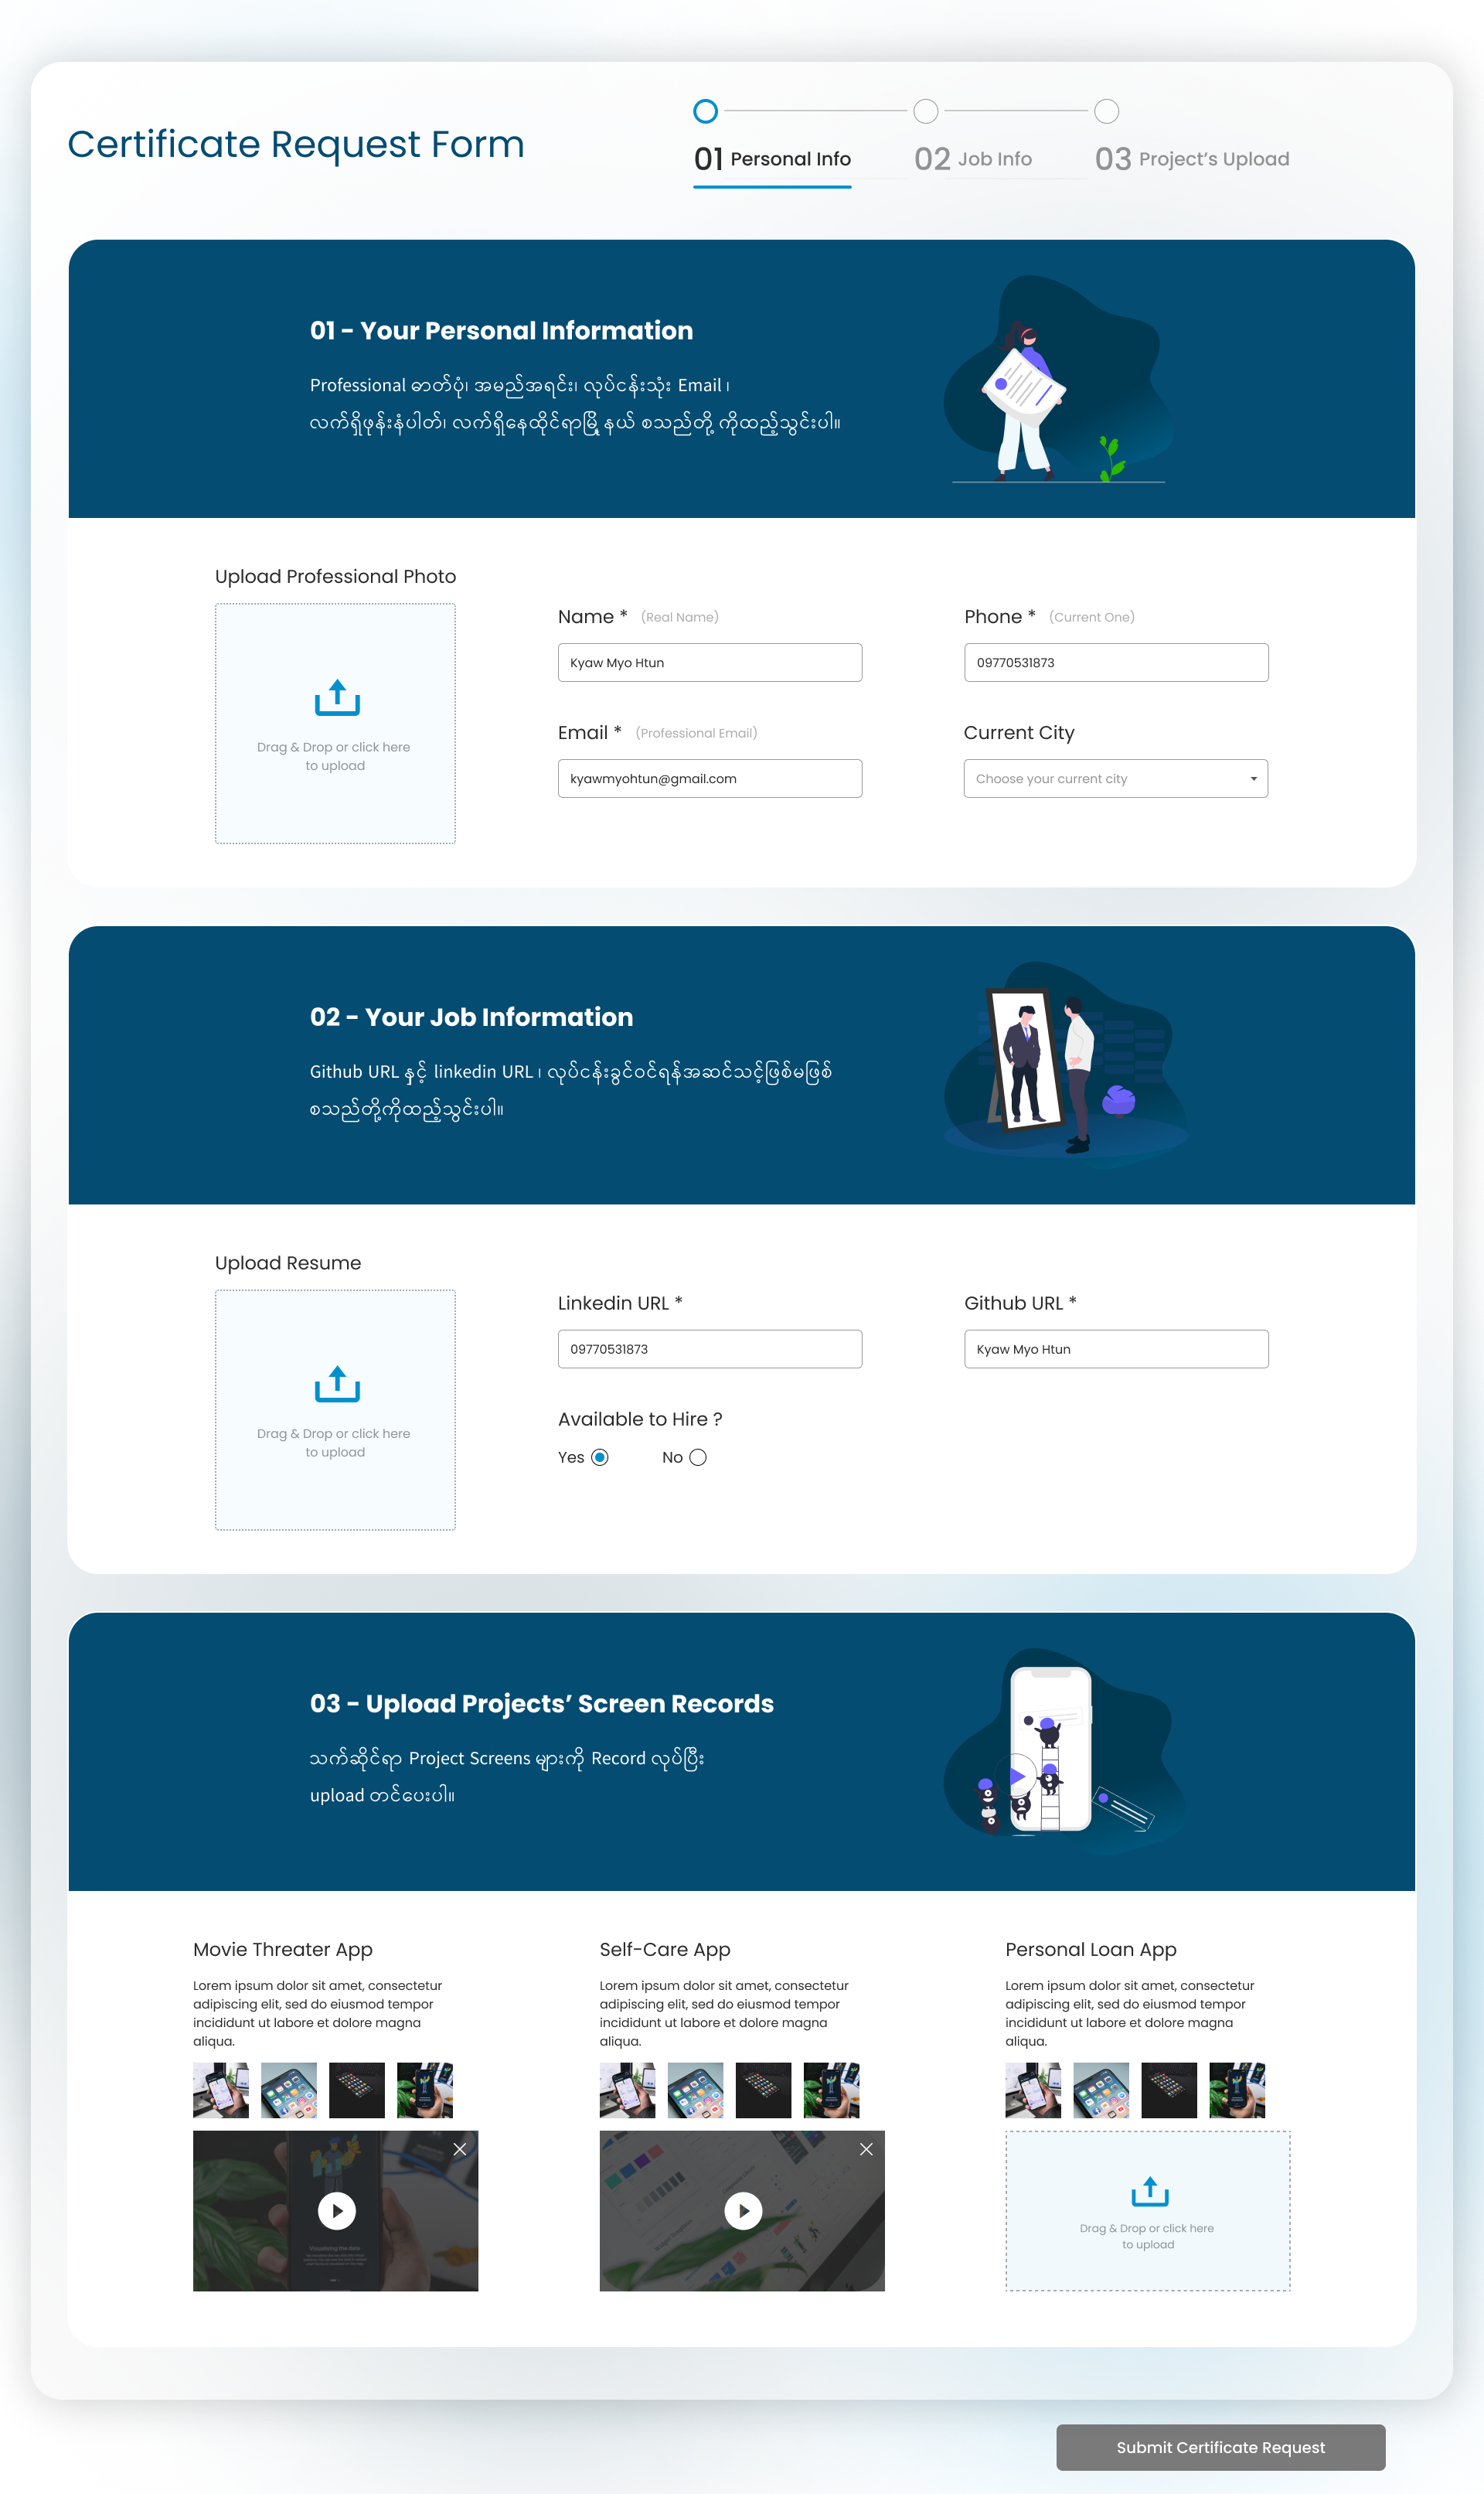 Certificate Request Form
01 Personal Info
02 Job Info
03 Project's Upload
01 - Your Personal Information
Professional ဓာတ်ပုံ၊ အမည်အရင်း၊ လုပ်ငန်းသုံး Email ၊
လက်ရှိဖုန်းနံပါတ်၊ လက်ရှိနေထိုင်ရာမြို့နယ် စသည်တို့ ကိုထည့်သွင်းပါ။
Upload Professional Photo
Drag & Drop or click here
to upload
Name * (Real Name)
Kyaw Myo Htun
Phone * (Current One)
09770531873
Email * (Professional Email)
kyawmyohtun@gmail.com
Current City
Choose your current city
02 - Your Job Information
Github URL နှင့် linkedin URL ၊ လုပ်ငန်းခွင်ဝင်ရန်အဆင်သင့်ဖြစ်မဖြစ်
စသည်တို့ကိုထည့်သွင်းပါ။
Upload Resume
Drag & Drop or click here
to upload
Linkedin URL *
09770531873
Github URL *
Kyaw Myo Htun
Available to Hire ?
Yes
No
03 - Upload Projects' Screen Records
သက်ဆိုင်ရာ Project Screens များကို Record လုပ်ပြီး
upload တင်ပေးပါ။
Movie Threater App
Lorem ipsum dolor sit amet, consectetur
adipiscing elit, sed do eiusmod tempor
incididunt ut labore et dolore magna
aliqua.
Visualising the data
Self-Care App
Lorem ipsum dolor sit amet, consectetur
adipiscing elit, sed do eiusmod tempor
incididunt ut labore et dolore magna
aliqua.
Personal Loan App
Lorem ipsum dolor sit amet, consectetur
adipiscing elit, sed do eiusmod tempor
incididunt ut labore et dolore magna
aliqua.
Drag & Drop or click here
to upload
Submit Certificate Request